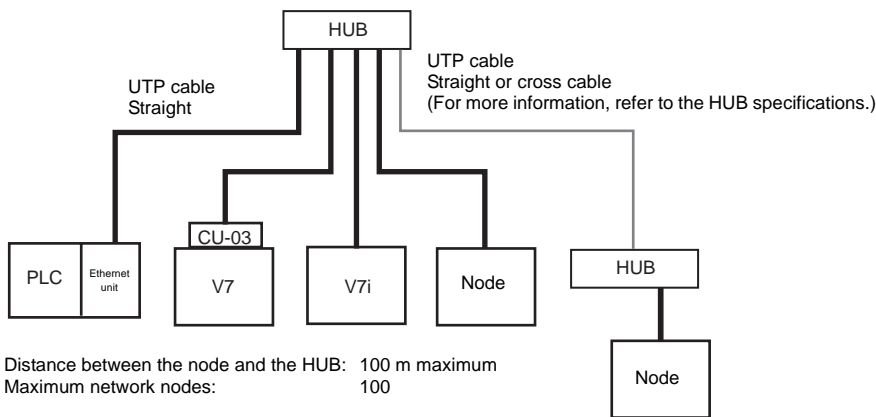 HUB
UTP cable
Straight
UTP cable
Straight or cross cable
(For more information, refer to the HUB specifications.)
CU-03
PLC
Ethernet
unit
V7
V7i
Node
HUB
Node
Distance between the node and the HUB: 100 m maximum
Maximum network nodes: 100